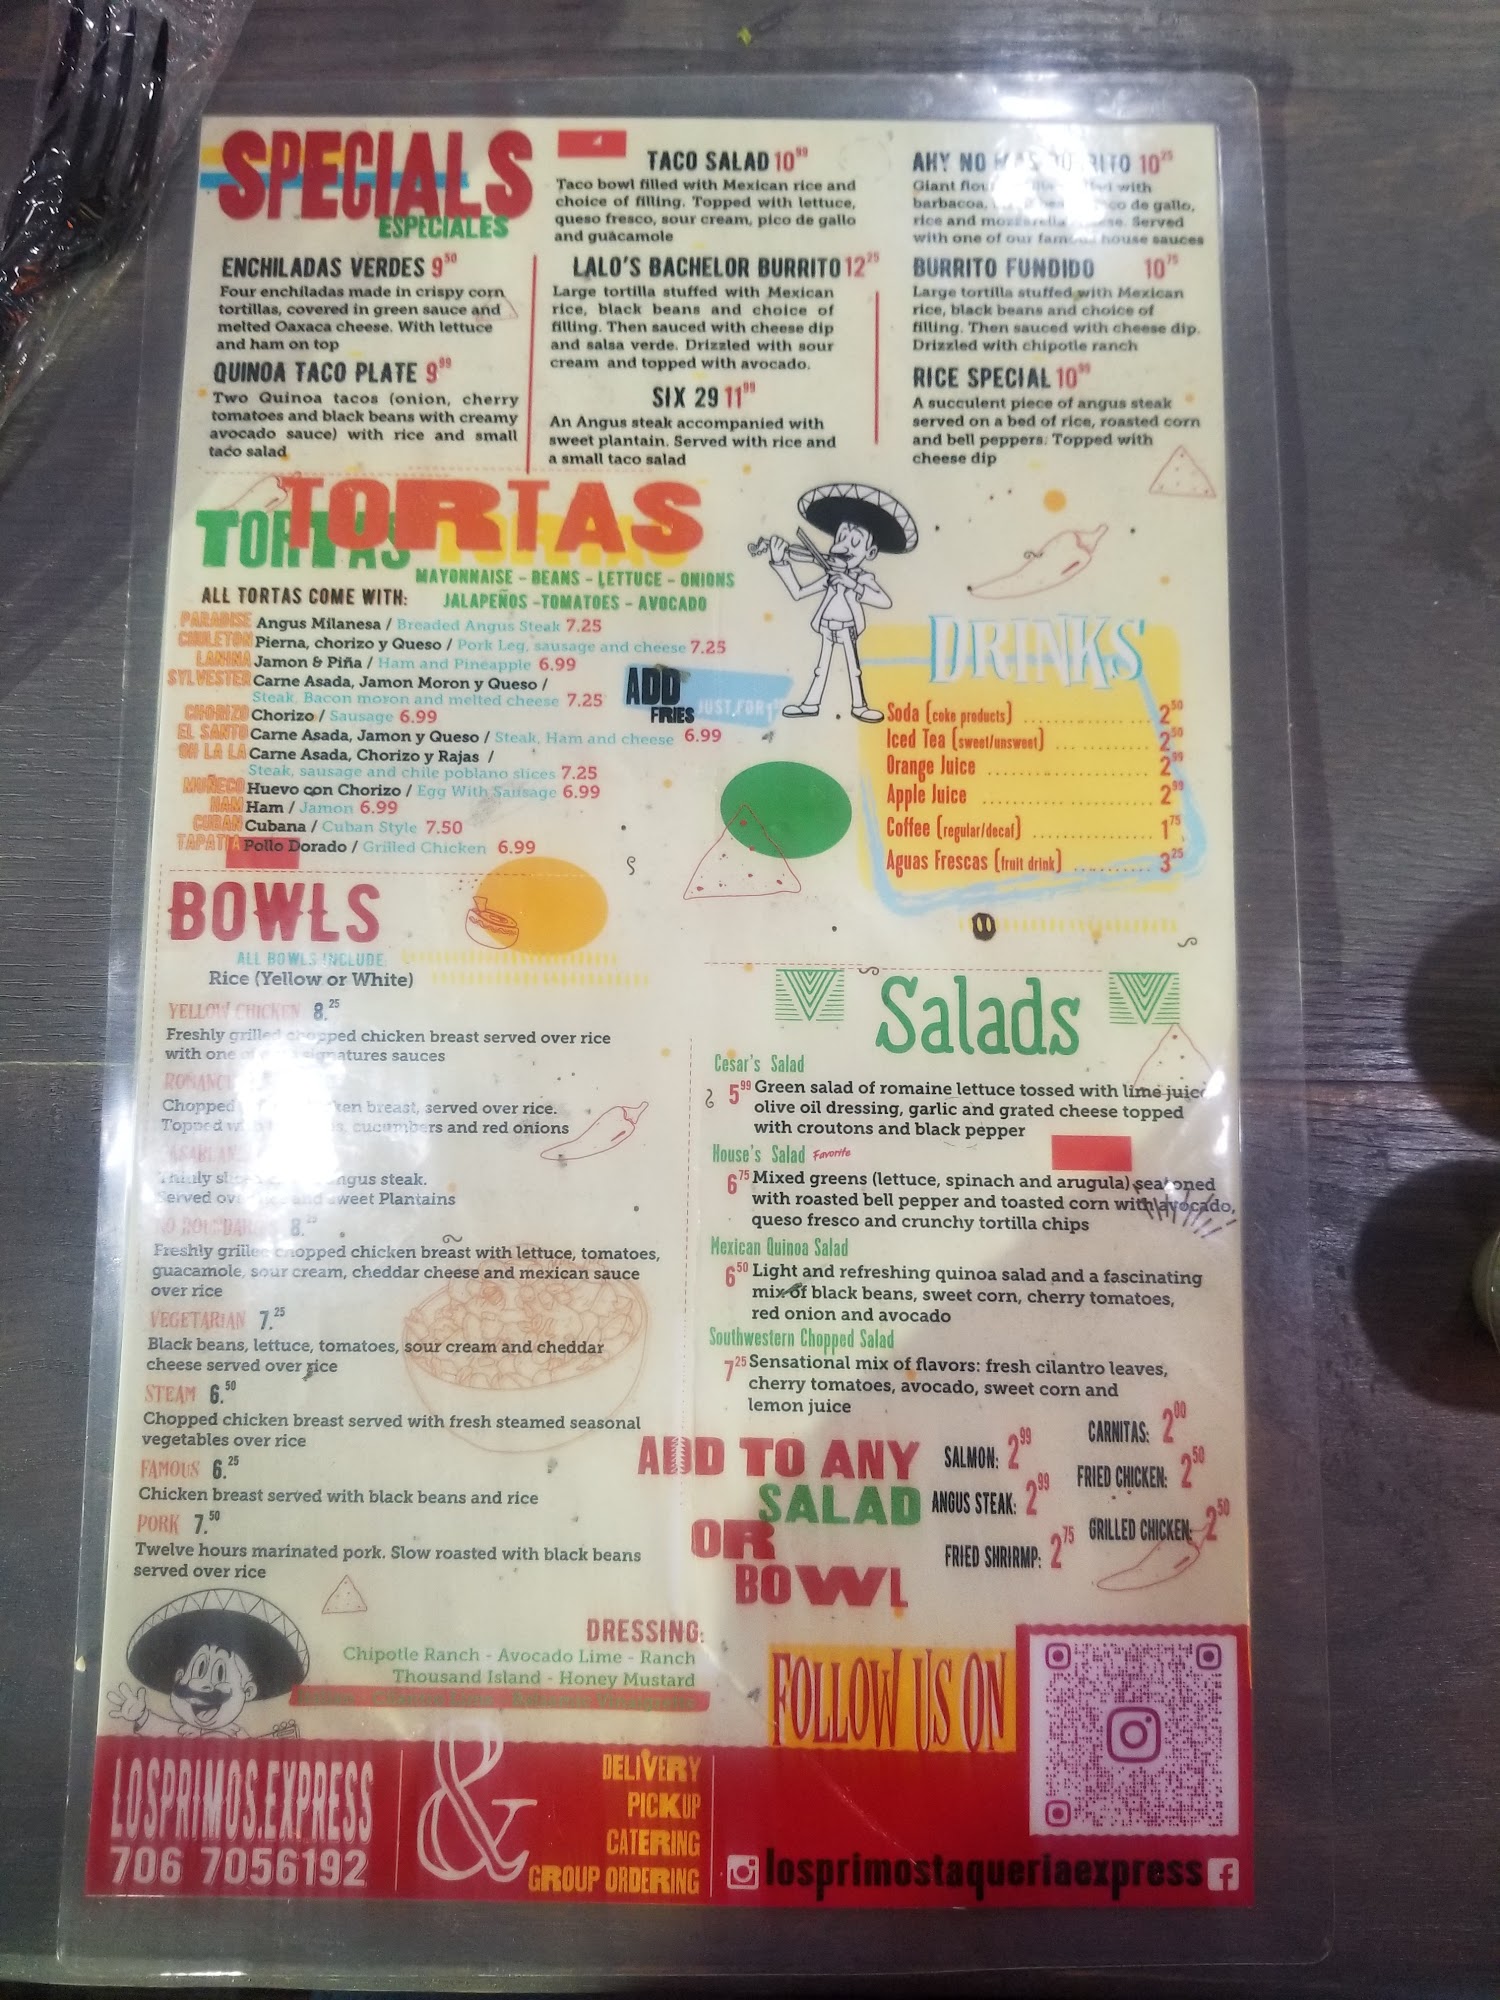 SPECIALS
ESPECIALES
ENCHILADAS VERDES 9^50
Four enchiladas made in crispy corn
tortillas, covered in green sauce and
melted Oaxaca cheese. With lettuce
and ham on top
QUINOA TACO PLATE 9^99
Two Quinoa tacos (onion, cherry
tomatoes and black beans with creamy
avocado sauce) with rice and small
taco salad
TACO SALAD 10^99
Taco bowl filled with Mexican rice and
choice of filling. Topped with lettuce,
queso fresco, sour cream, pico de gallo
and guacamole
LALO'S BACHELOR BURRITO 12^25
Large tortilla stuffed with Mexican
rice, black beans and choice of
filling. Then sauced with cheese dip
and salsa verde. Drizzled with sour
cream and topped with avocado.
SIX 29 11^99
An Angus steak accompanied with
sweet plantain. Served with rice and
a small taco salad
AHY NO 10^25
Giant with
barbacoa, de gallo,
rice and Served
with one of our house sauces
BURRITO FUNDIDO 10^75
Large tortilla stuffed with Mexican
rice, black beans and choice of
filling. Then sauced with cheese dip.
Drizzled with chipotle ranch
RICE SPECIAL 10^99
A succulent piece of angus steak
served on a bed of rice, roasted corn
and bell peppers. Topped with
cheese dip
TORTAS
TORTAS
ALL TORTAS COME WITH:
MAYONNAISE - BEANS - LETTUCE - ONIONS
JALAPEÑOS -TOMATOES - AVOCADO
PARADISE Angus Milanesa / Breaded Angus Steak 7.25
CHULETON Pierna, chorizo y Queso / Pork Leg, sausage and cheese 7.25
Jamon & Piña / Ham and Pineapple 6.99
SYLVESTER Carne Asada, Jamon Moron y Queso /
Steak, Bacon moron and melted cheese 7.25
CHORIZO Chorizo / Sausage 6.99
EL SANTO Carne Asada, Jamon y Queso / Steak, Ham and cheese 6.99
OH LA LA Carne Asada, Chorizo y Rajas /
Steak, sausage and chile poblano slices 7.25
MUÑECO Huevo con Chorizo / Egg With Sausage 6.99
HAM Ham / Jamon 6.99
CUBAN Cubana / Cuban Style 7.50
TAPATIA Pollo Dorado / Grilled Chicken 6.99
ADD
FRIES
JUST FOR
DRINKS
Soda (coke products) 2^50
Iced Tea (sweet/unsweet) 2^50
Orange Juice 2^99
Apple Juice 2^99
Coffee (regular/decaf) 1^75
Aguas Frescas (fruit drink) 3^25
BOWLS
ALL BOWLS INCLUDE
Rice (Yellow or White)
YELLOW CHICKEN 8.^25
Freshly grilled chopped chicken breast served over rice
with one signatures sauces
Chopped breast, served over rice.
cucumbers and red onions
Thinly angus steak.
Served and sweet Plantains
8.
Freshly grilled chopped chicken breast with lettuce, tomatoes,
guacamole, sour cream, cheddar cheese and mexican sauce
over rice
VEGETARIAN 7.^25
Black beans, lettuce, tomatoes, sour cream and cheddar
cheese served over rice
STEAM 6.^50
Chopped chicken breast served with fresh steamed seasonal
vegetables over rice
FAMOUS 6.^25
Chicken breast served with black beans and rice
PORK 7.^50
Twelve hours marinated pork. Slow roasted with black beans
served over rice
Salads
Cesar's Salad
5^99 Green salad of romaine lettuce tossed with lime juice
olive oil dressing, garlic and grated cheese topped
with croutons and black pepper
House's Salad Favorite
6^75 Mixed greens (lettuce, spinach and arugula) seasoned
with roasted bell pepper and toasted corn with avocado,
queso fresco and crunchy tortilla chips
Mexican Quinoa Salad
6^50 Light and refreshing quinoa salad and a fascinating
mix of black beans, sweet corn, cherry tomatoes,
red onion and avocado
Southwestern Chopped Salad
7^25 Sensational mix of flavors: fresh cilantro leaves,
cherry tomatoes, avocado, sweet corn and
lemon juice
ADD TO ANY
SALAD
OR
BOWL
SALMON: 2^99
ANGUS STEAK: 2^99
FRIED SHRIRMP: 2^75
CARNITAS: 2^00
FRIED CHICKEN: 2^50
GRILLED CHICKEN: 2^50
DRESSING:
Chipotle Ranch - Avocado Lime - Ranch
Thousand Island - Honey Mustard
FOLLOW US ON
LOSPRIMOS.EXPRESS
706 7056192
&
DELIVERY
PICKUP
CATERING
GROUP ORDERING
losprimostaqueriaexpress